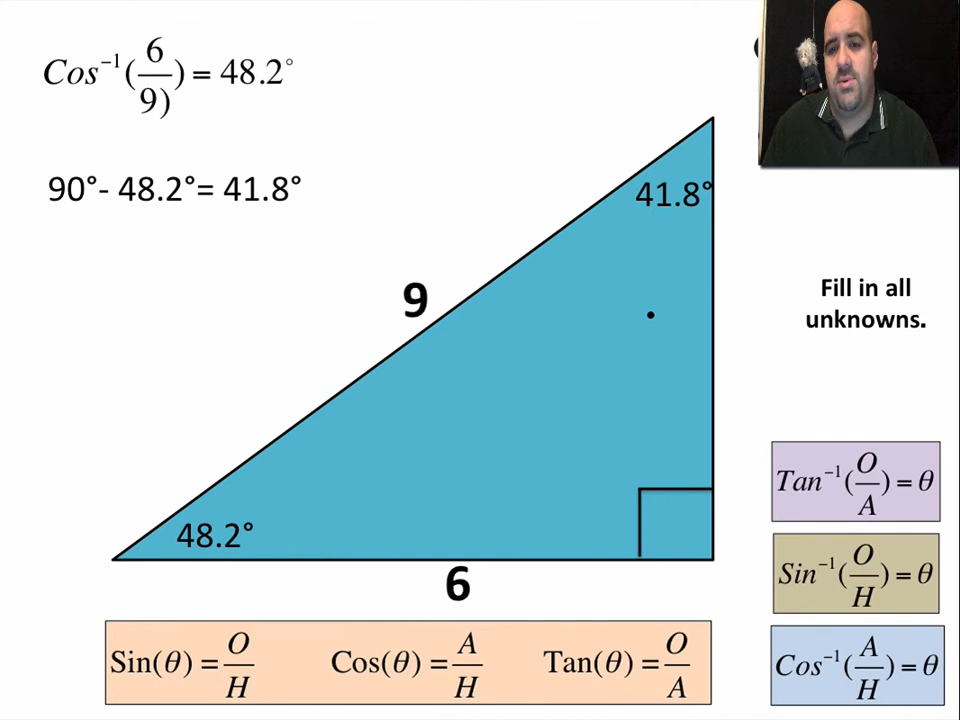 Cos⁻¹(6/9) = 48.2°
90°- 48.2°= 41.8°
41.8°
9
Fill in all
unknowns.
48.2°
6
Tan⁻¹(O/A) = θ
Sin⁻¹(O/H) = θ
Cos⁻¹(A/H) = θ
Sin(θ) = O/H Cos(θ) = A/H Tan(θ) = O/A